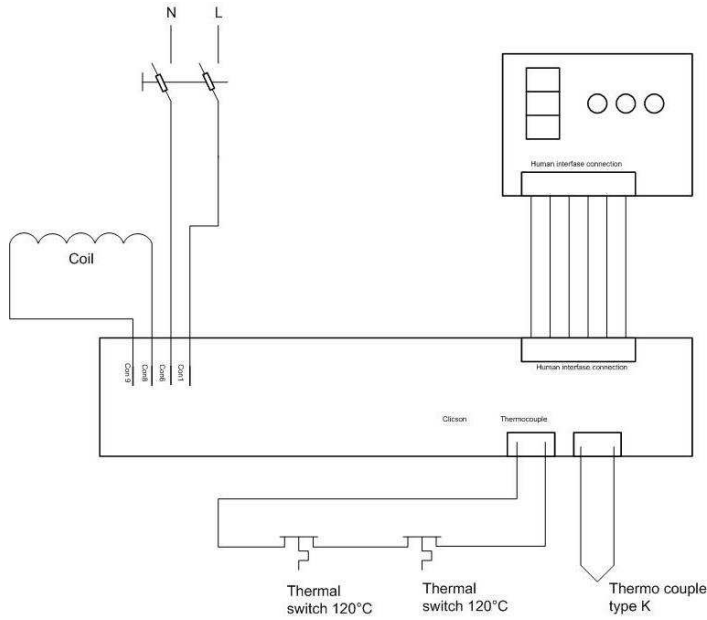 N L
Human interfase connection
Coil
Con 9
Con8
Con6
Con1
Human interfase connection
Clicson Thermocouple
Thermal
switch 120°C
Thermal
switch 120°C
Thermo couple
type K